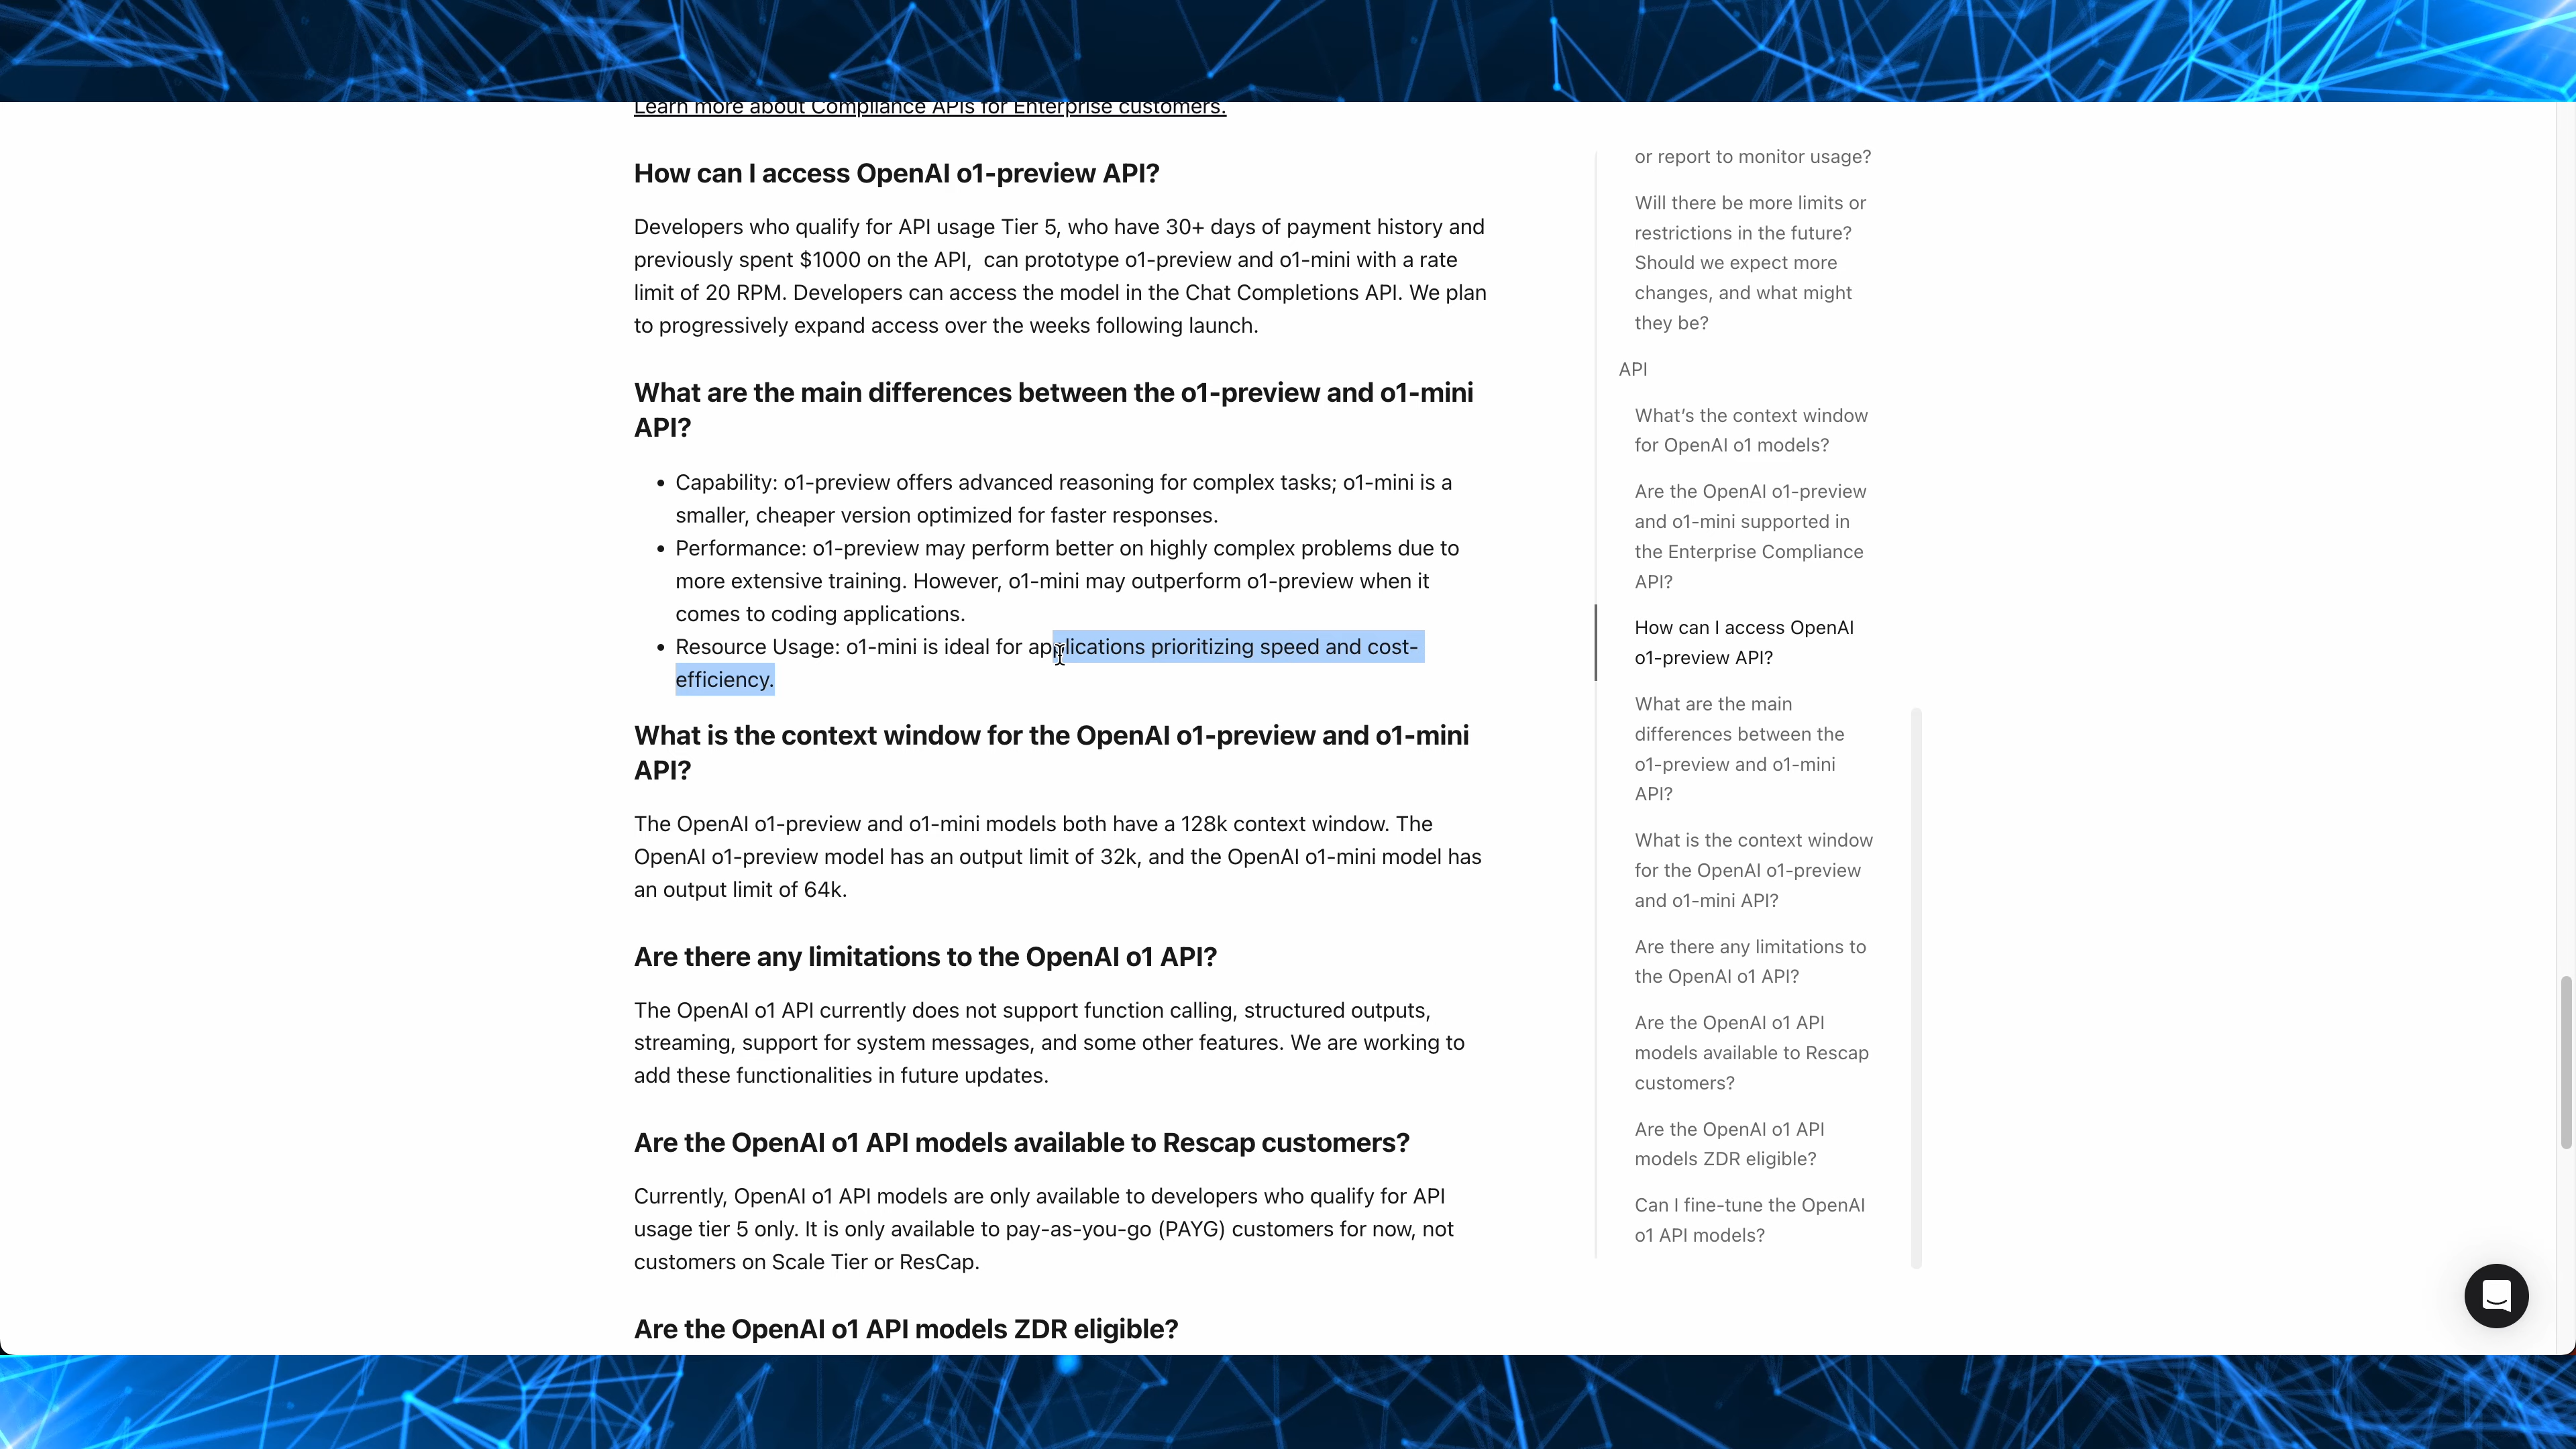 Learn more about Compliance APIs for Enterprise customers.
How can I access OpenAI o1-preview API?
Developers who qualify for API usage Tier 5, who have 30+ days of payment history and
previously spent $1000 on the API,  can prototype o1-preview and o1-mini with a rate
limit of 20 RPM. Developers can access the model in the Chat Completions API. We plan
to progressively expand access over the weeks following launch.
What are the main differences between the o1-preview and o1-mini
API?
• Capability: o1-preview offers advanced reasoning for complex tasks; o1-mini is a
smaller, cheaper version optimized for faster responses.
• Performance: o1-preview may perform better on highly complex problems due to
more extensive training. However, o1-mini may outperform o1-preview when it
comes to coding applications.
• Resource Usage: o1-mini is ideal for applications prioritizing speed and cost-
efficiency.
What is the context window for the OpenAI o1-preview and o1-mini
API?
The OpenAI o1-preview and o1-mini models both have a 128k context window. The
OpenAI o1-preview model has an output limit of 32k, and the OpenAI o1-mini model has
an output limit of 64k.
Are there any limitations to the OpenAI o1 API?
The OpenAI o1 API currently does not support function calling, structured outputs,
streaming, support for system messages, and some other features. We are working to
add these functionalities in future updates.
Are the OpenAI o1 API models available to Rescap customers?
Currently, OpenAI o1 API models are only available to developers who qualify for API
usage tier 5 only. It is only available to pay-as-you-go (PAYG) customers for now, not
customers on Scale Tier or ResCap.
Are the OpenAI o1 API models ZDR eligible?
or report to monitor usage?
Will there be more limits or
restrictions in the future?
Should we expect more
changes, and what might
they be?
API
What's the context window
for OpenAI o1 models?
Are the OpenAI o1-preview
and o1-mini supported in
the Enterprise Compliance
API?
How can I access OpenAI
o1-preview API?
What are the main
differences between the
o1-preview and o1-mini
API?
What is the context window
for the OpenAI o1-preview
and o1-mini API?
Are there any limitations to
the OpenAI o1 API?
Are the OpenAI o1 API
models available to Rescap
customers?
Are the OpenAI o1 API
models ZDR eligible?
Can I fine-tune the OpenAI
o1 API models?